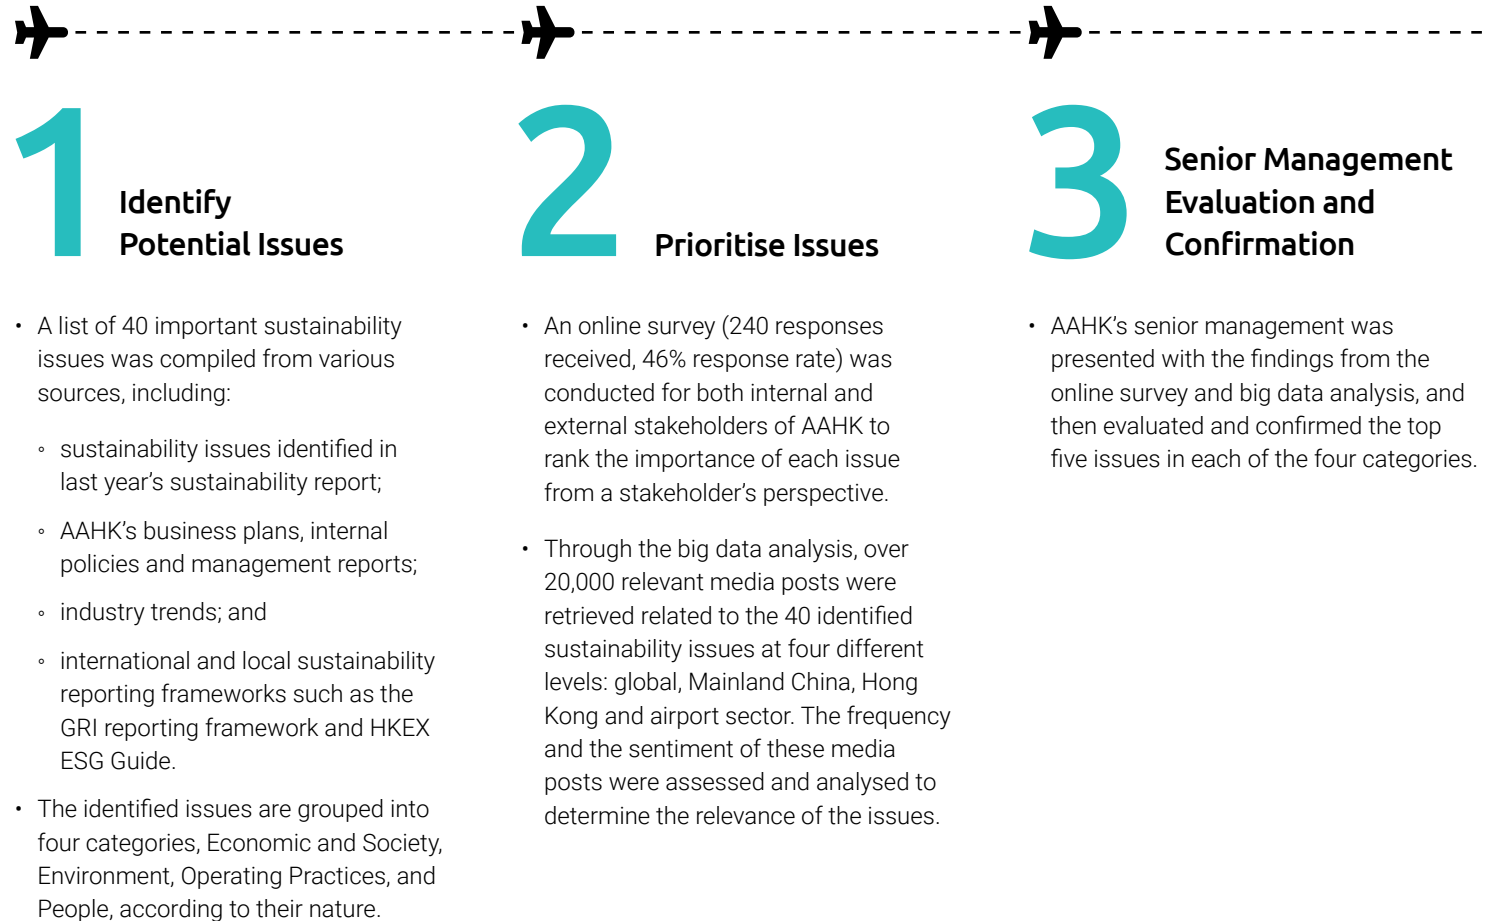 1
Identify
Potential Issues
• A list of 40 important sustainability
issues was compiled from various
sources, including:
◦ sustainability issues identified in
last year’s sustainability report;
◦ AAHK’s business plans, internal
policies and management reports;
◦ industry trends; and
◦ international and local sustainability
reporting frameworks such as the
GRI reporting framework and HKEX
ESG Guide.
• The identified issues are grouped into
four categories, Economic and Society,
Environment, Operating Practices, and
People, according to their nature.
2
Prioritise Issues
• An online survey (240 responses
received, 46% response rate) was
conducted for both internal and
external stakeholders of AAHK to
rank the importance of each issue
from a stakeholder’s perspective.
• Through the big data analysis, over
20,000 relevant media posts were
retrieved related to the 40 identified
sustainability issues at four different
levels: global, Mainland China, Hong
Kong and airport sector. The frequency
and the sentiment of these media
posts were assessed and analysed to
determine the relevance of the issues.
3
Senior Management
Evaluation and
Confirmation
• AAHK’s senior management was
presented with the findings from the
online survey and big data analysis, and
then evaluated and confirmed the top
five issues in each of the four categories.